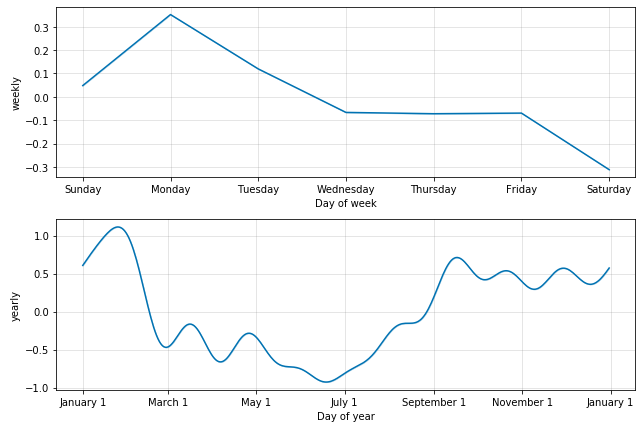 weekly
0.3
0.2
0.1
0.0
−0.1
−0.2
−0.3
Sunday Monday Tuesday Wednesday Thursday Friday Saturday
Day of week
yearly
1.0
0.5
0.0
−0.5
−1.0
January 1 March 1 May 1 July 1 September 1 November 1 January 1
Day of year